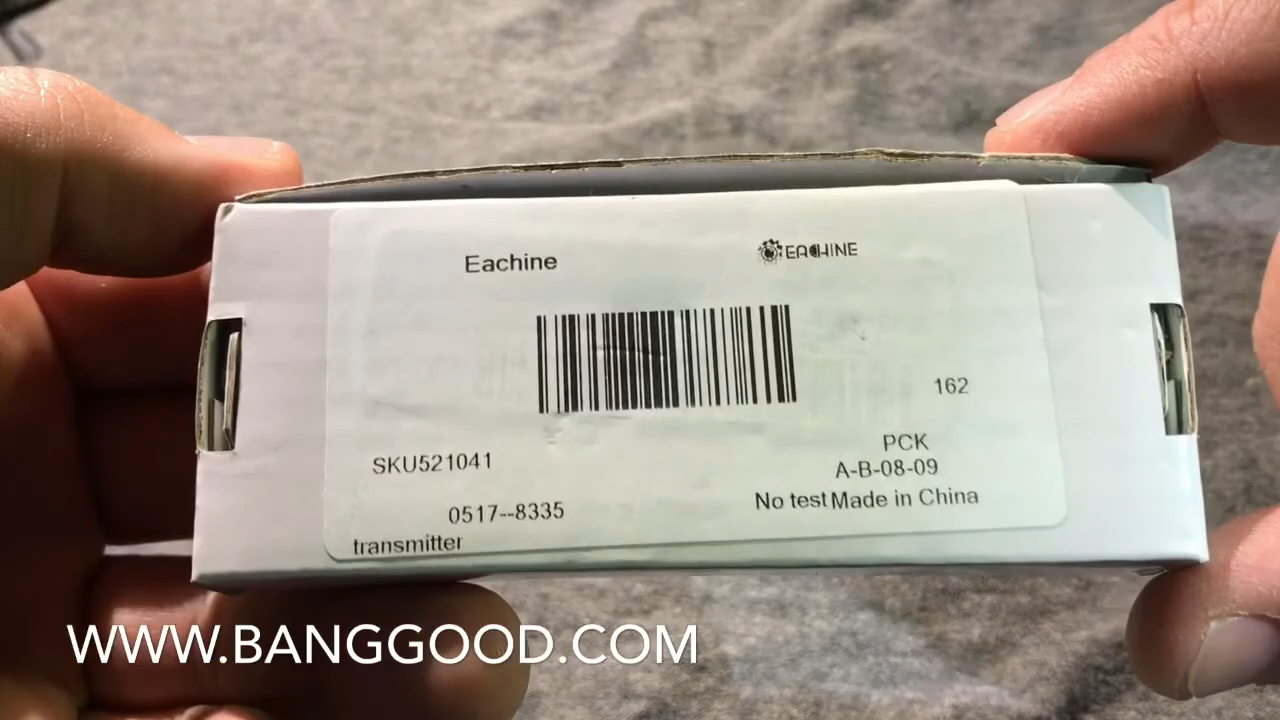 Eachine
EACHINE
162
SKU521041
PCK
A-B-08-09
0517--8335
No test Made in China
transmitter
WWW.BANGGOOD.COM